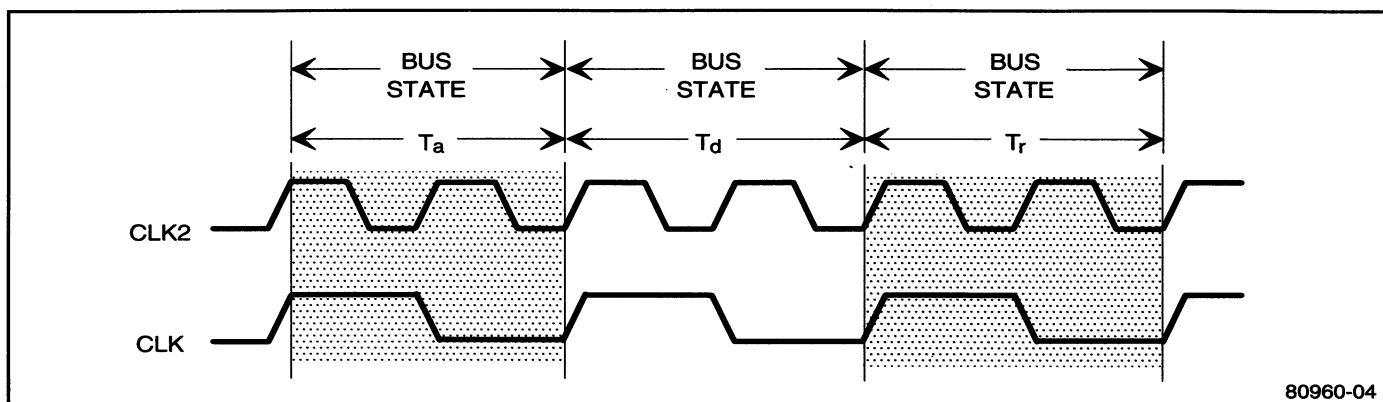 BUS STATE
BUS STATE
BUS STATE
Ta
Td
Tr
CLK2
CLK
80960-04